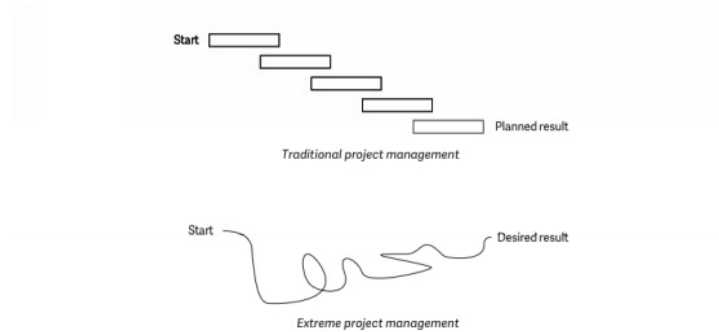 Start
Planned result
Traditional project management
Start
Desired result
Extreme project management